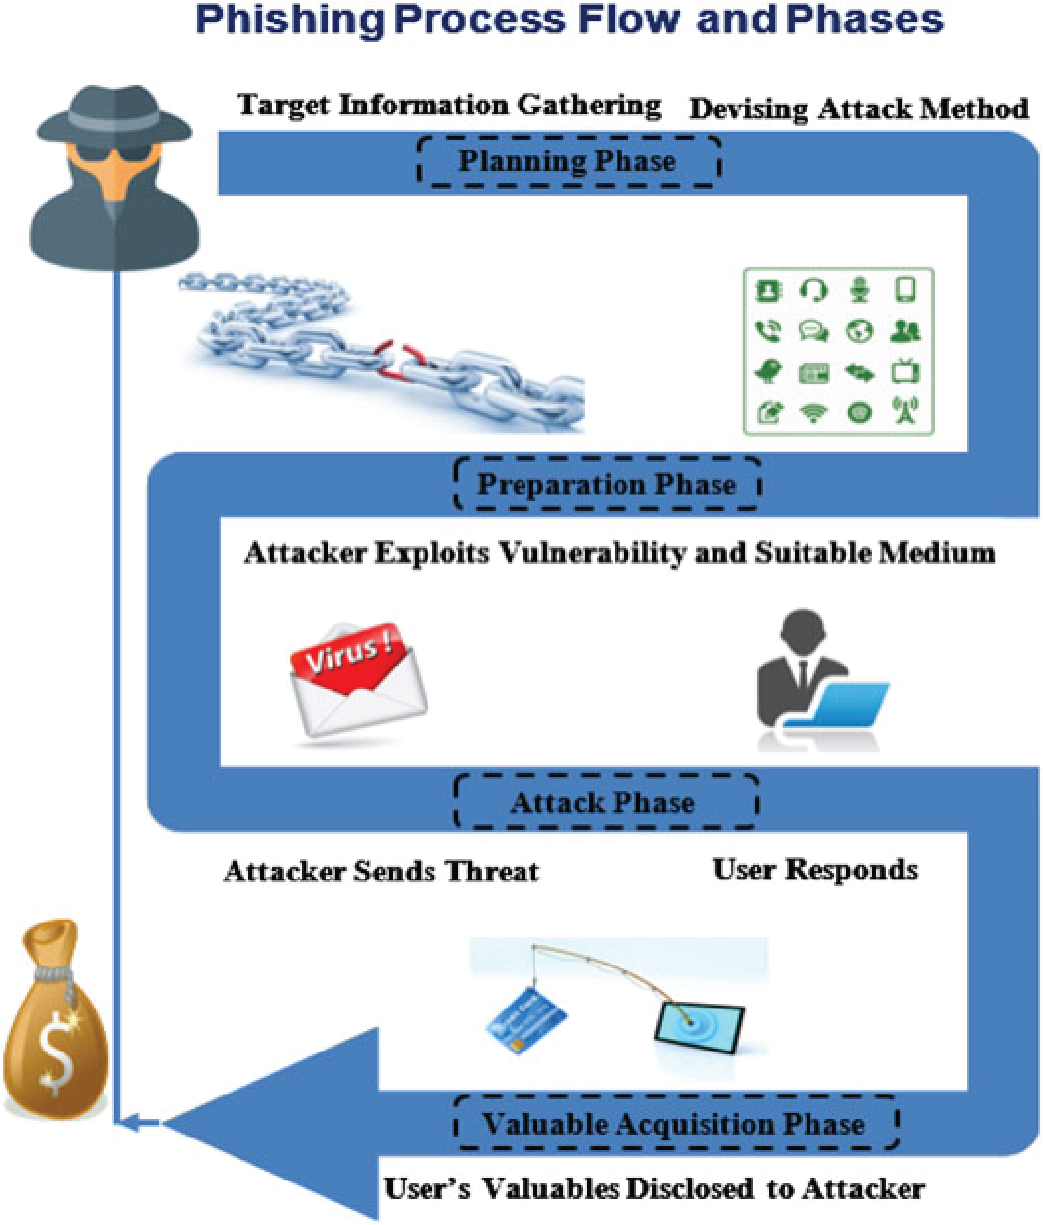 Phishing Process Flow and Phases
Target Information Gathering
Devising Attack Method
Planning Phase
Preparation Phase
Attacker Exploits Vulnerability and Suitable Medium
Virus!
Attack Phase
Attacker Sends Threat
User Responds
$
Valuable Acquisition Phase
User's Valuables Disclosed to Attacker